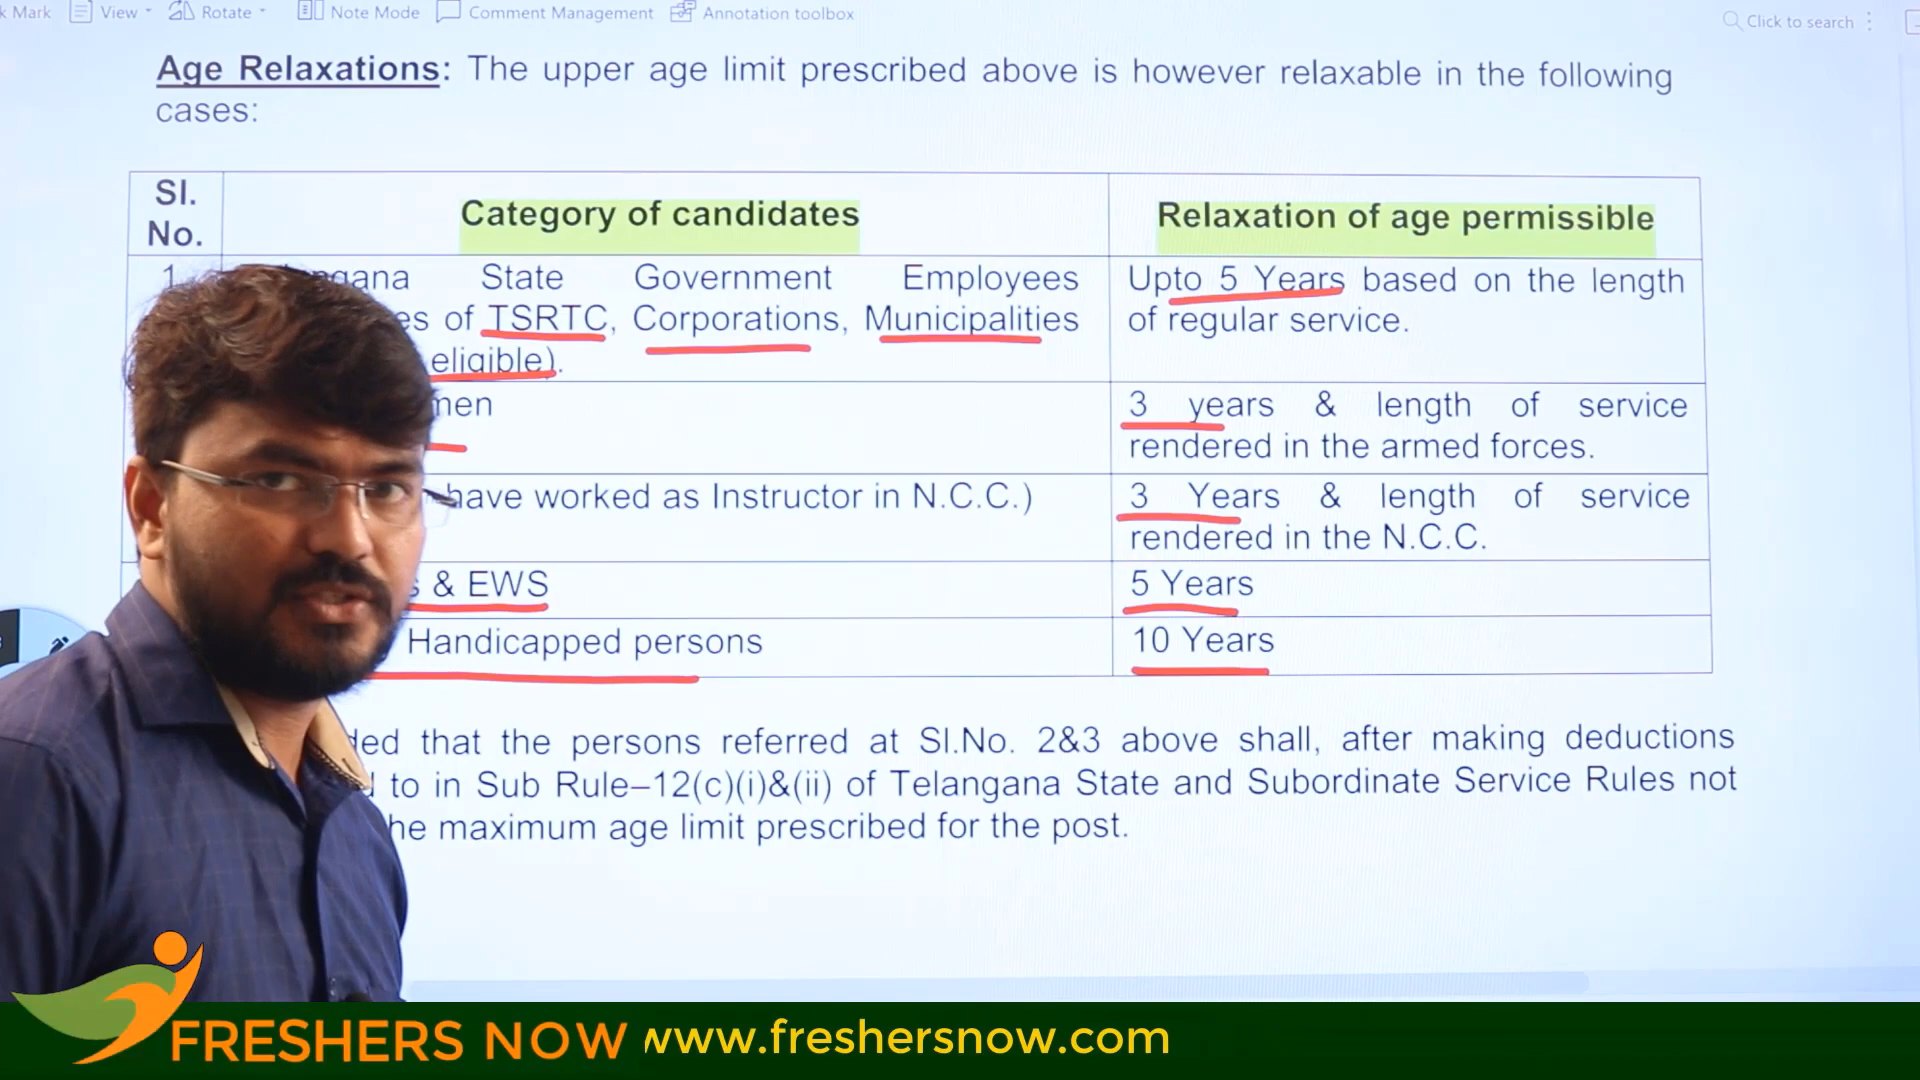 Mark View Rotate Note Mode Comment Management Annotation toolbox Click to search
Age Relaxations: The upper age limit prescribed above is however relaxable in the following
cases:
Sl.
No.
Category of candidates
Relaxation of age permissible
1. State Government Employees
of TSRTC, Corporations, Municipalities
eligible).
Upto 5 Years based on the length
of regular service.
men
3 years & length of service
rendered in the armed forces.
have worked as Instructor in N.C.C.)
3 Years & length of service
rendered in the N.C.C.
& EWS
5 Years
Handicapped persons
10 Years
that the persons referred at Sl.No. 2&3 above shall, after making deductions
to in Sub Rule–12(c)(i)&(ii) of Telangana State and Subordinate Service Rules not
he maximum age limit prescribed for the post.
FRESHERS NOW www.freshersnow.com